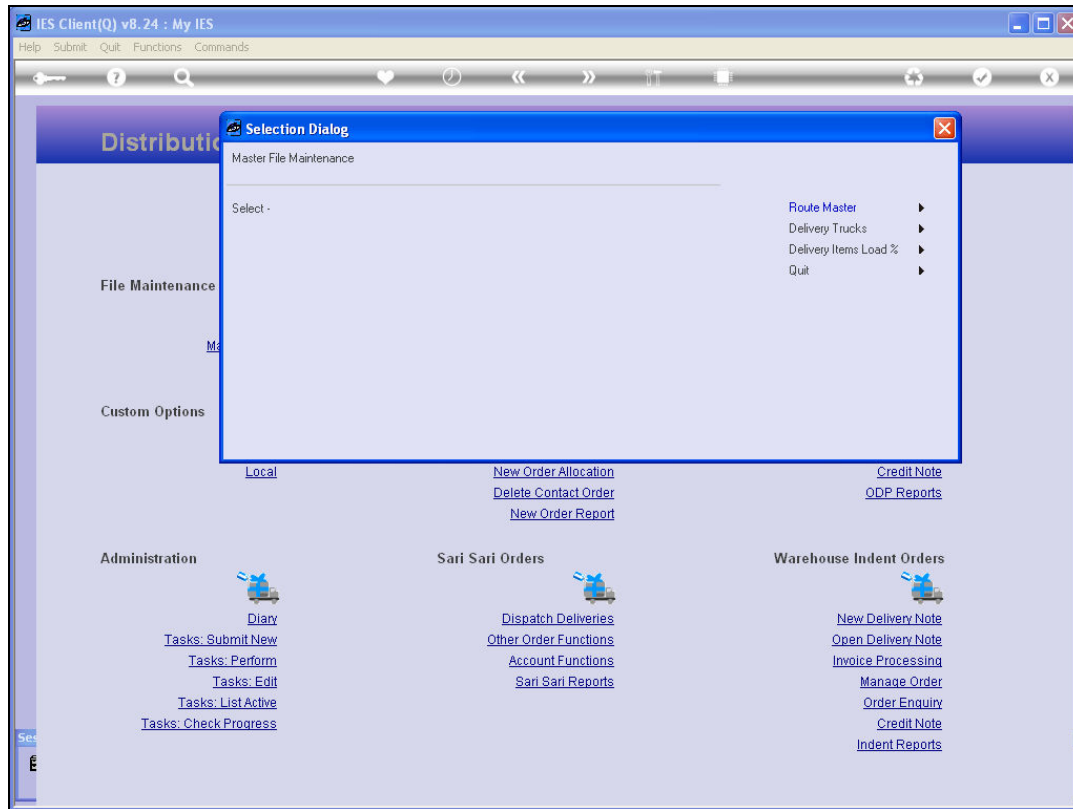 IES Client(Q) v8.24 : My IES
Help Submit Quit Functions Commands
Distributio
Selection Dialog
Master File Maintenance
Select -
Route Master
Delivery Trucks
Delivery Items Load %
Quit
File Maintenance
Ma
Custom Options
Local
New Order Allocation
Delete Contact Order
New Order Report
Credit Note
ODP Reports
Administration
Diary
Tasks: Submit New
Tasks: Perform
Tasks: Edit
Tasks: List Active
Tasks: Check Progress
Sari Sari Orders
Dispatch Deliveries
Other Order Functions
Account Functions
Sari Sari Reports
Warehouse Indent Orders
New Delivery Note
Open Delivery Note
Invoice Processing
Manage Order
Order Enquiry
Credit Note
Indent Reports
Ses